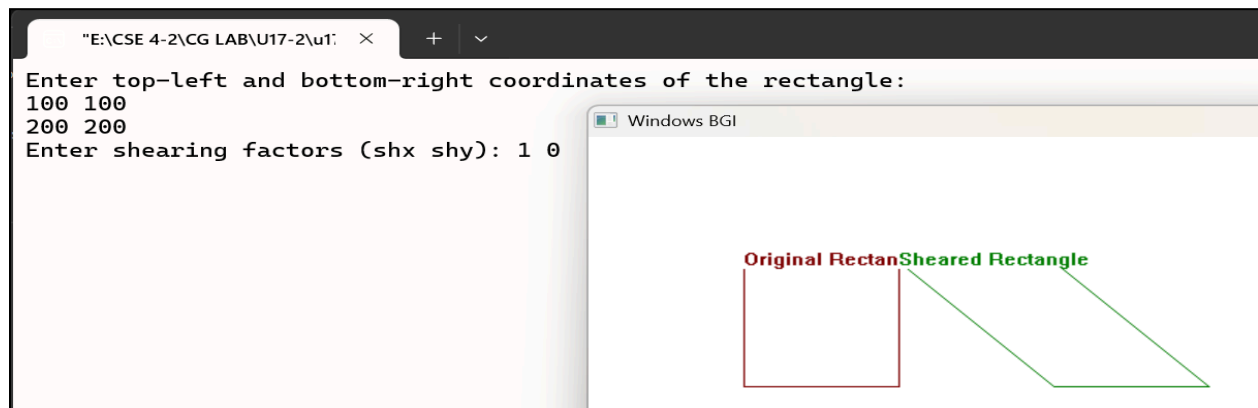 "E:\CSE 4-2\CG LAB\U17-2\u17
Enter top-left and bottom-right coordinates of the rectangle:
100 100
200 200
Enter shearing factors (shx shy): 1 0
Windows BGI
Original RectanSheared Rectangle